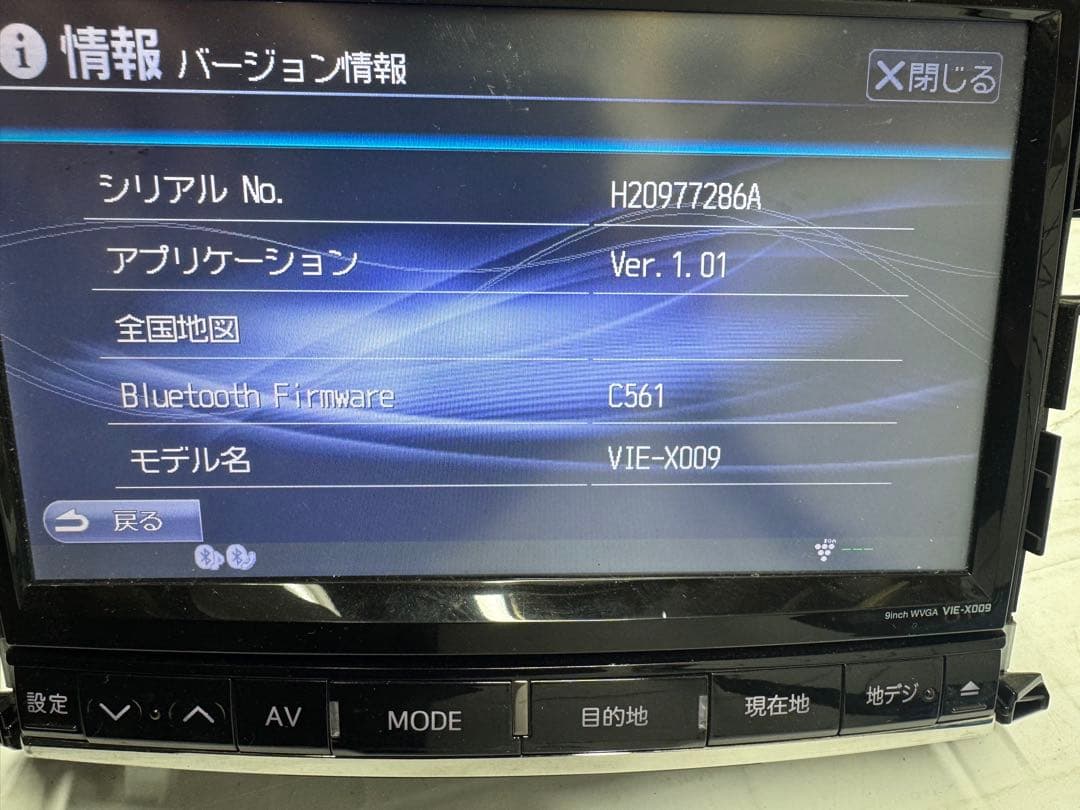 情報 バージョン情報
×閉じる
シリアル No. H20977286A
アプリケーション Ver. 1.01
全国地図
Bluetooth Firmware C561
モデル名 VIE-X009
戻る
9inch WVGA VIE-X009
設定 AV MODE 目的地 現在地 地デジ